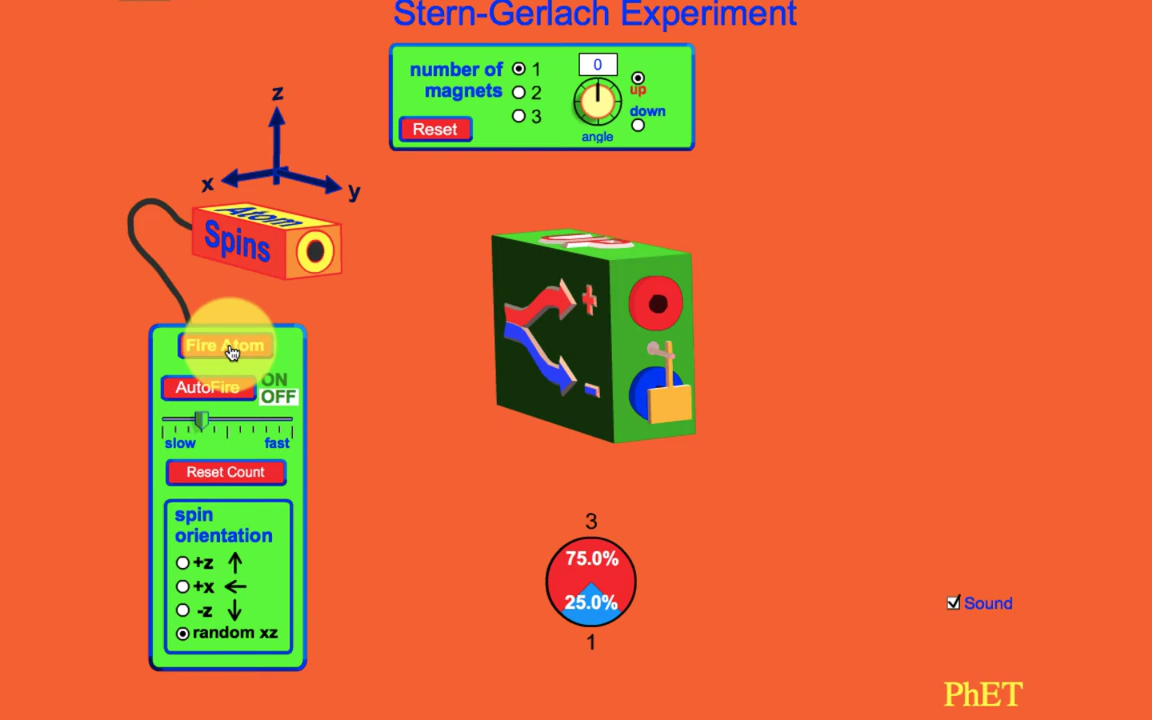 Stern-Gerlach Experiment
number of
magnets
1
2
3
Reset
0
angle
up
down
z
x
y
Atom
Spins
+
-
Fire Atom
AutoFire
ON
OFF
slow
fast
Reset Count
spin
orientation
+z
+x
-z
random xz
3
75.0%
25.0%
1
Sound
PhET